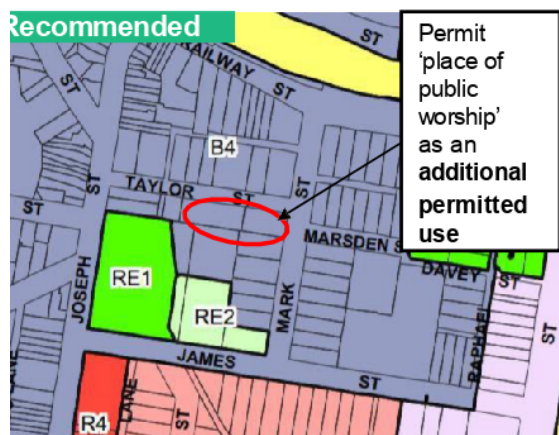 Recommended
ST
RAILWAY
ST
Permit
‘place of
public
worship’
as an
additional
permitted
use
B4
ST
TAYLOR
ST
ST
ST
MARSDEN S
DAVEY
ST
RE1
RE2
JOSEPH
MARK
RAPHAEL
ST
JAMES
ST
LANE
R4
LANE
ST